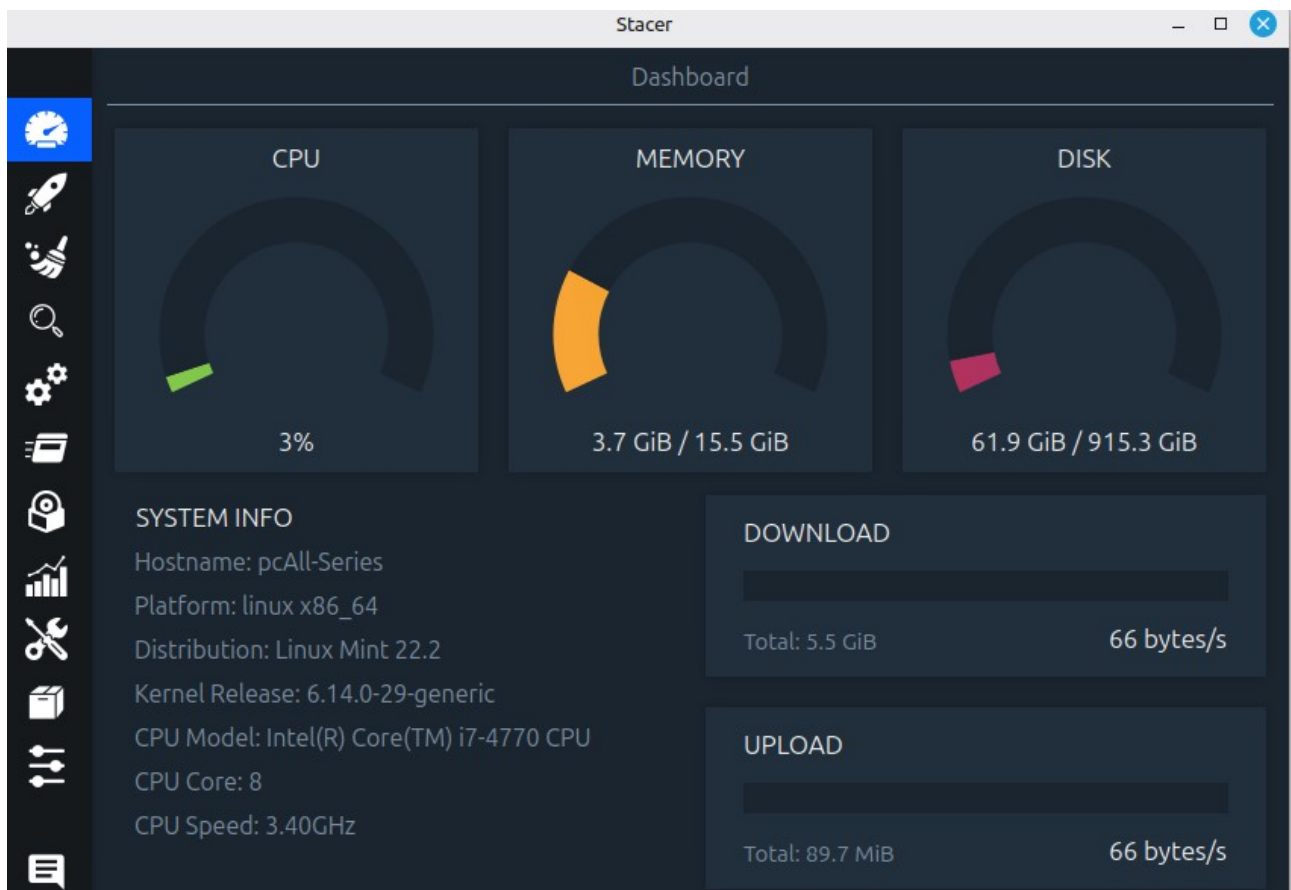 Stacer
Dashboard
CPU
3%
MEMORY
3.7 GiB / 15.5 GiB
DISK
61.9 GiB / 915.3 GiB
SYSTEM INFO
Hostname: pcAll-Series
Platform: linux x86_64
Distribution: Linux Mint 22.2
Kernel Release: 6.14.0-29-generic
CPU Model: Intel(R) Core(TM) i7-4770 CPU
CPU Core: 8
CPU Speed: 3.40GHz
DOWNLOAD
Total: 5.5 GiB 66 bytes/s
UPLOAD
Total: 89.7 MiB 66 bytes/s